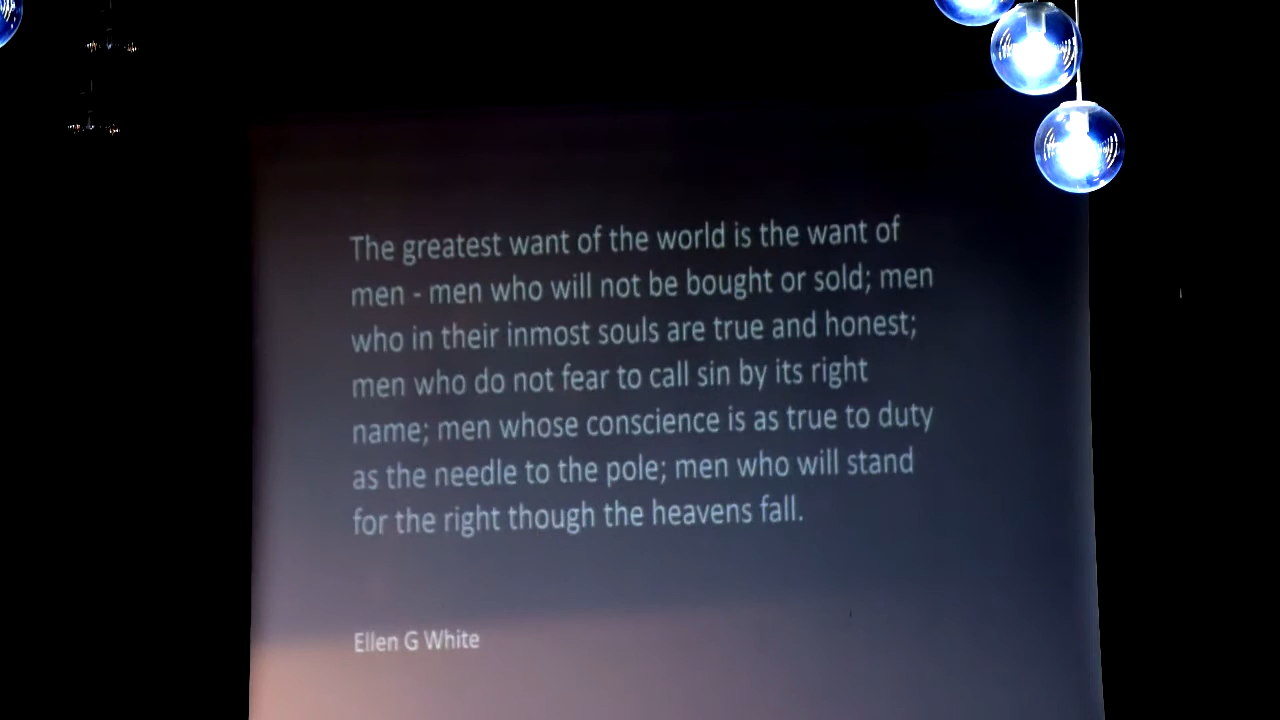 The greatest want of the world is the want of
men - men who will not be bought or sold; men
who in their inmost souls are true and honest;
men who do not fear to call sin by its right
name; men whose conscience is as true to duty
as the needle to the pole; men who will stand
for the right though the heavens fall.
Ellen G White